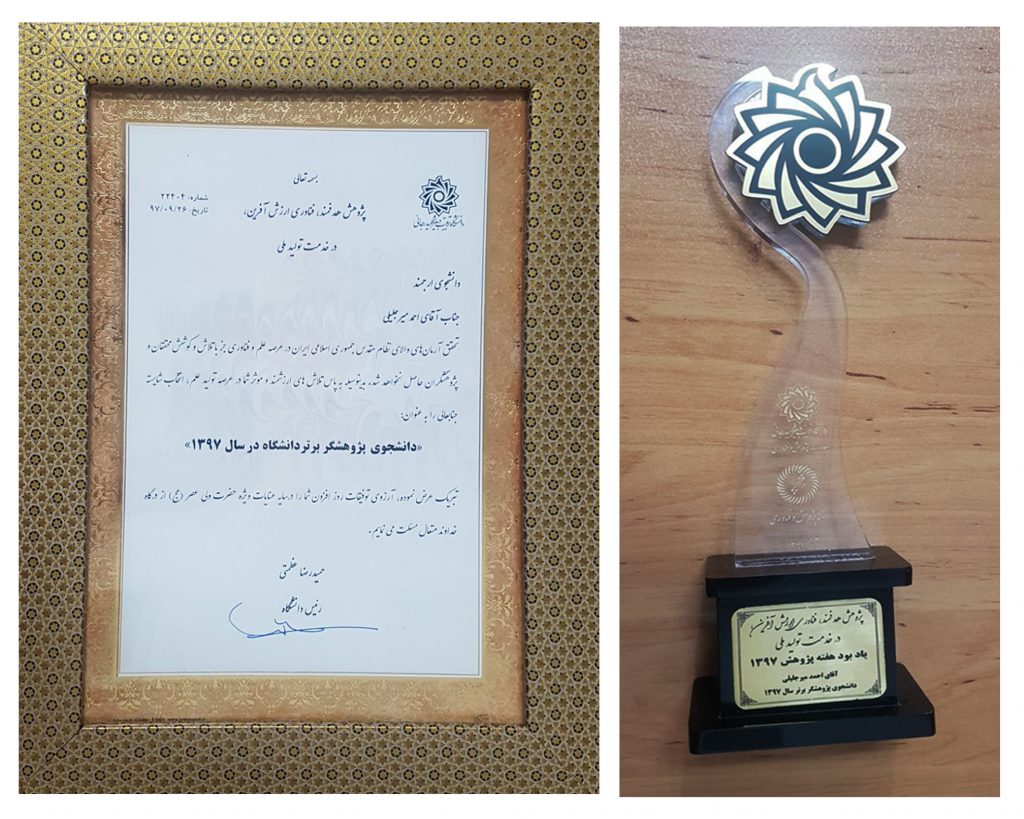 بسمه تعالی
شماره: ۲۲۴۰۴
تاریخ: ۹۷/۰۹/۲۶
پژوهش هدفمند، فناوری ارزش آفرین،
در خدمت تولید ملی
دانشجوی ارجمند
جناب آقای احمد میرجلیلی
تحقق آرمان‌های والای نظام مقدس جمهوری اسلامی ایران در عرصه علم و فناوری جز با تلاش و کوشش محققان و
پژوهشگران حاصل نخواهد شد. بدینوسیله به پاس تلاش های ارزشمند و موثر شما در عرصه تولید علم، انتخاب شایسته
جنابعالی را به عنوان:
«دانشجوی پژوهشگر برتر دانشگاه در سال ۱۳۹۷»
تبریک عرض نموده، آرزوی توفیقات روز افزون شما را در سایه عنایات ویژه حضرت ولی عصر (عج) از درگاه
خداوند متعال مسئلت می نمایم.
حمیدرضا عظمتی
رئیس دانشگاه
هفته پژوهش و فناوری
پژوهش هدفمند، فناوری ارزش آفرین،
در خدمت تولید ملی
یاد بود هفته پژوهش ۱۳۹۷
آقای احمد میرجلیلی
دانشجوی پژوهشگر برتر سال ۱۳۹۷